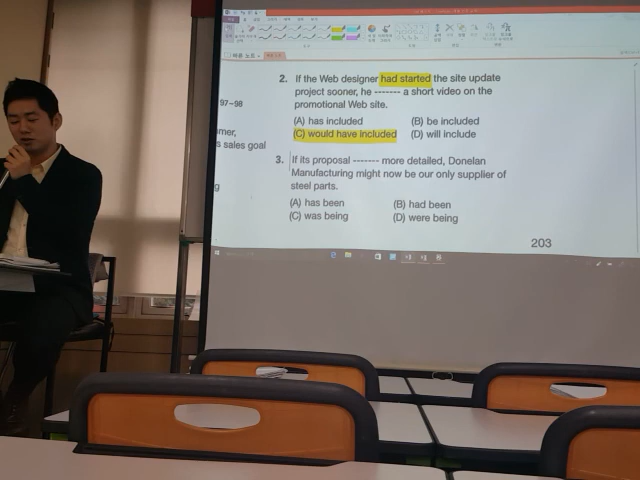 97–98
mer,
s sales goal
g
2. If the Web designer had started the site update
project sooner, he ------- a short video on the
promotional Web site.
(A) has included (B) be included
(C) would have included (D) will include
3. If its proposal ------- more detailed, Donelan
Manufacturing might now be our only supplier of
steel parts.
(A) has been (B) had been
(C) was being (D) were being
203